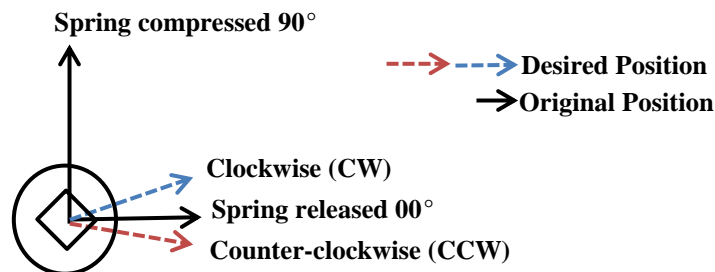 Spring compressed 90°
Desired Position
Original Position
Clockwise (CW)
Spring released 00°
Counter-clockwise (CCW)